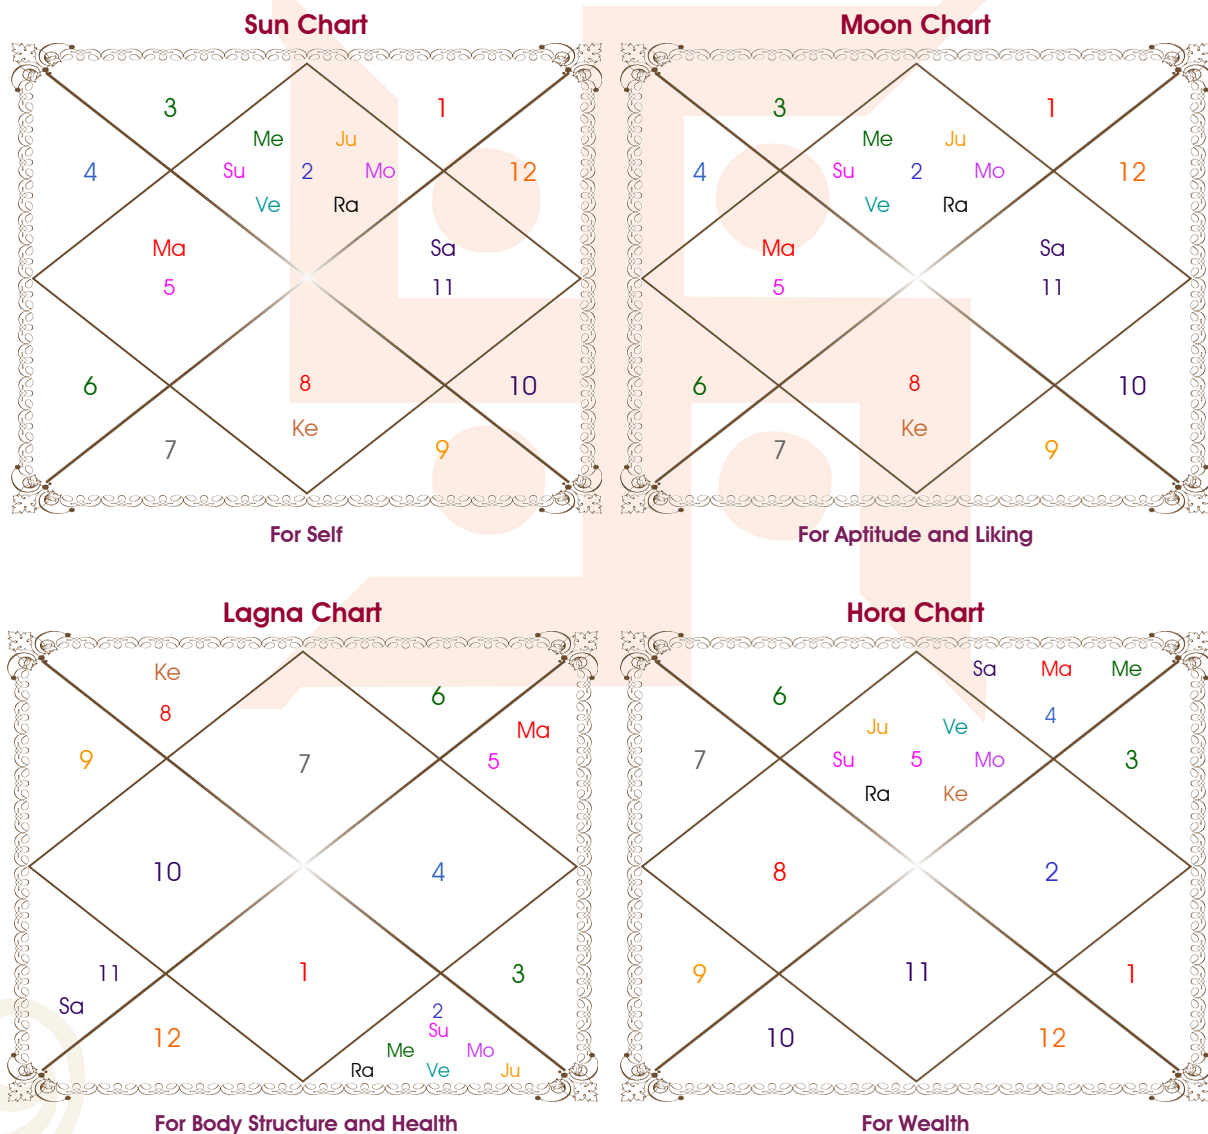 Sun Chart
3
1
Me
Ju
4
Su
2
Mo
12
Ve
Ra
Ma
Sa
5
11
6
8
10
Ke
7
9
For Self
Moon Chart
3
1
Me
Ju
4
Su
2
Mo
12
Ve
Ra
Ma
Sa
5
11
6
8
10
Ke
7
9
For Aptitude and Liking
Lagna Chart
Ke
6
8
Ma
9
7
5
10
4
11
1
3
Sa
2
12
Su
Me
Mo
Ra
Ve
Ju
For Body Structure and Health
Hora Chart
Sa
Ma
Me
6
4
Ju
Ve
7
Su
5
Mo
3
Ra
Ke
8
2
9
11
1
10
12
For Wealth